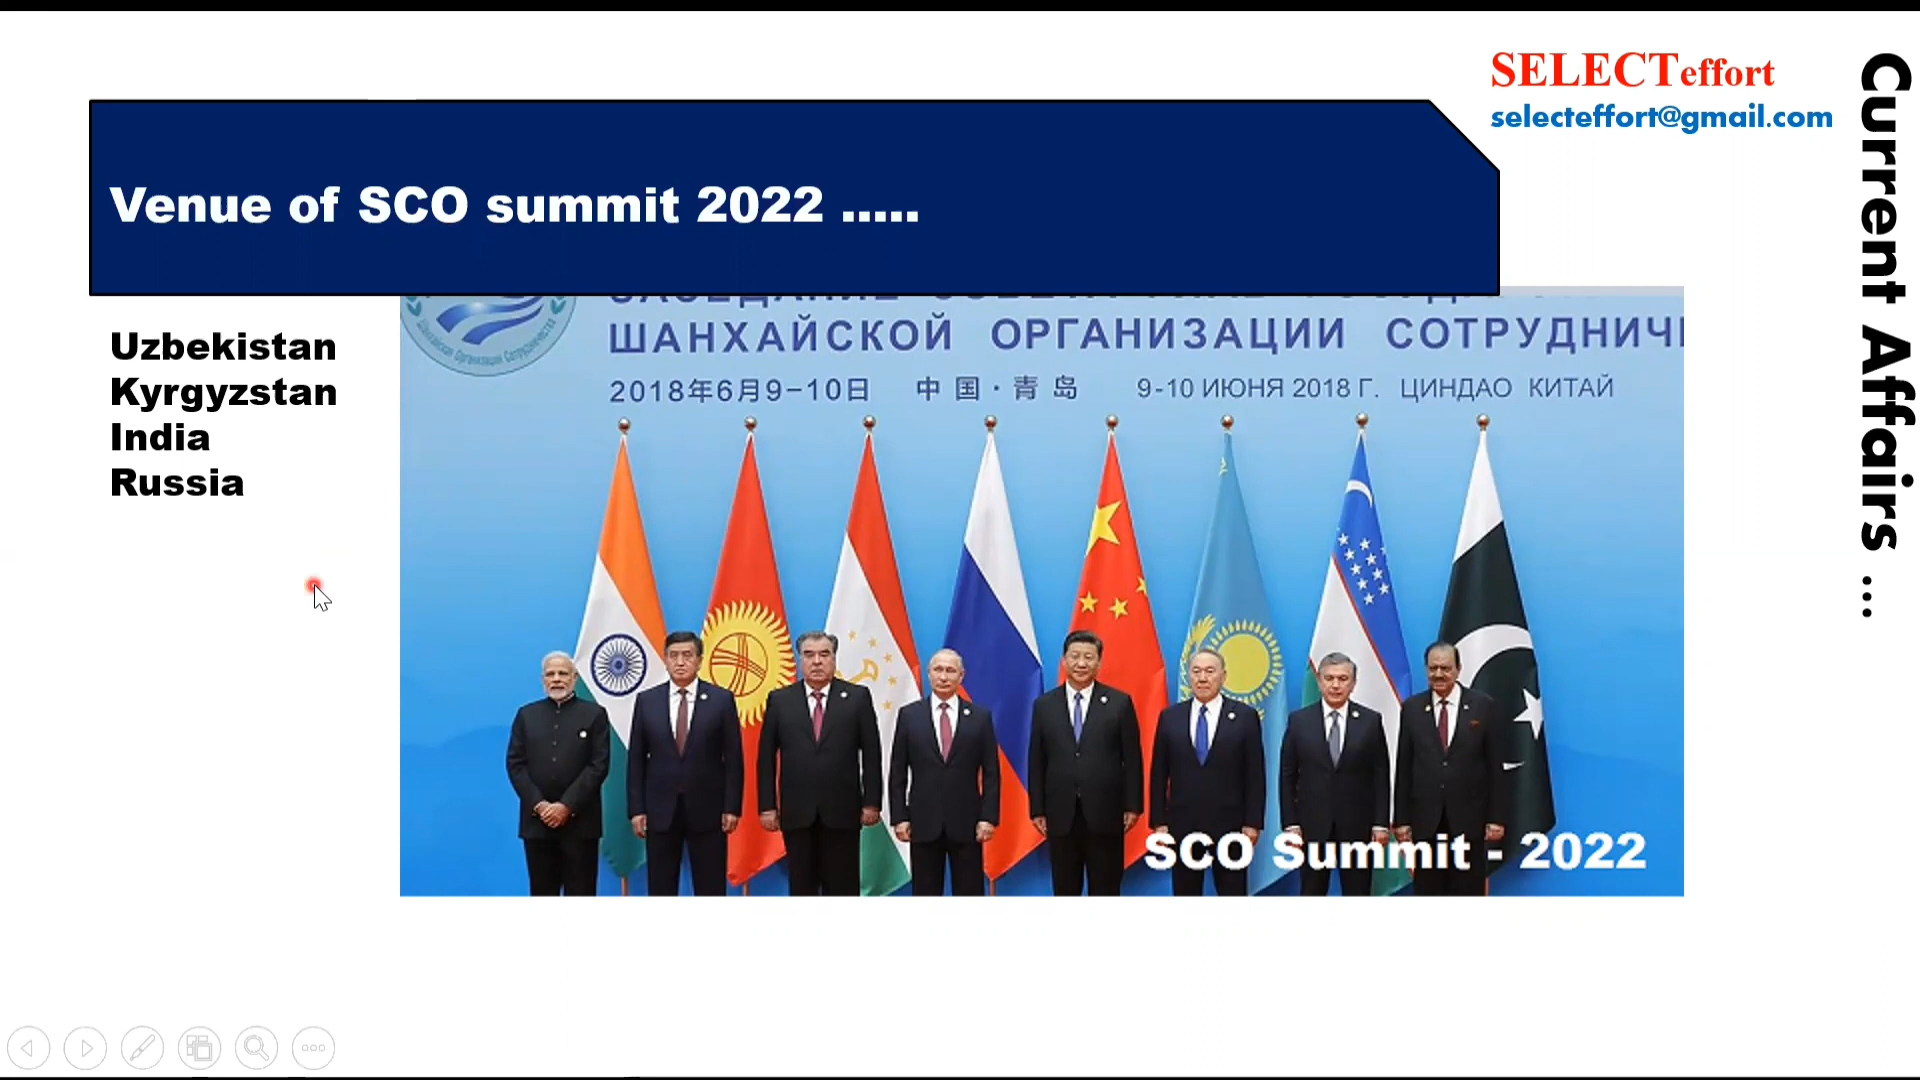 SELECTeffort
selecteffort@gmail.com
Current Affairs ...
Venue of SCO summit 2022 .....
Uzbekistan
Kyrgyzstan
India
Russia
ШАНХАЙСКОЙ ОРГАНИЗАЦИИ СОТРУДНИЧ
2018年6月9-10日 中国·青岛 9-10 ИЮНЯ 2018 Г. ЦИНДАО КИТАЙ
SCO Summit - 2022